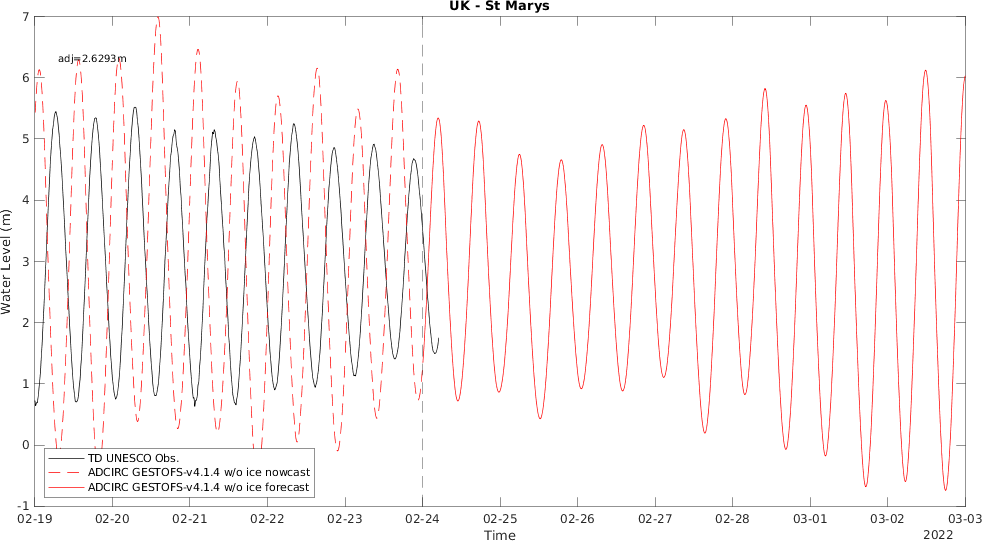 UK - St Marys
7
adj=2.6293m
6
5
4
3
2
1
0
-1
Water Level (m)
TD UNESCO Obs.
ADCIRC GESTOFS-v4.1.4 w/o ice nowcast
ADCIRC GESTOFS-v4.1.4 w/o ice forecast
02-19 02-20 02-21 02-22 02-23 02-24 02-25 02-26 02-27 02-28 03-01 03-02 03-03
Time
2022